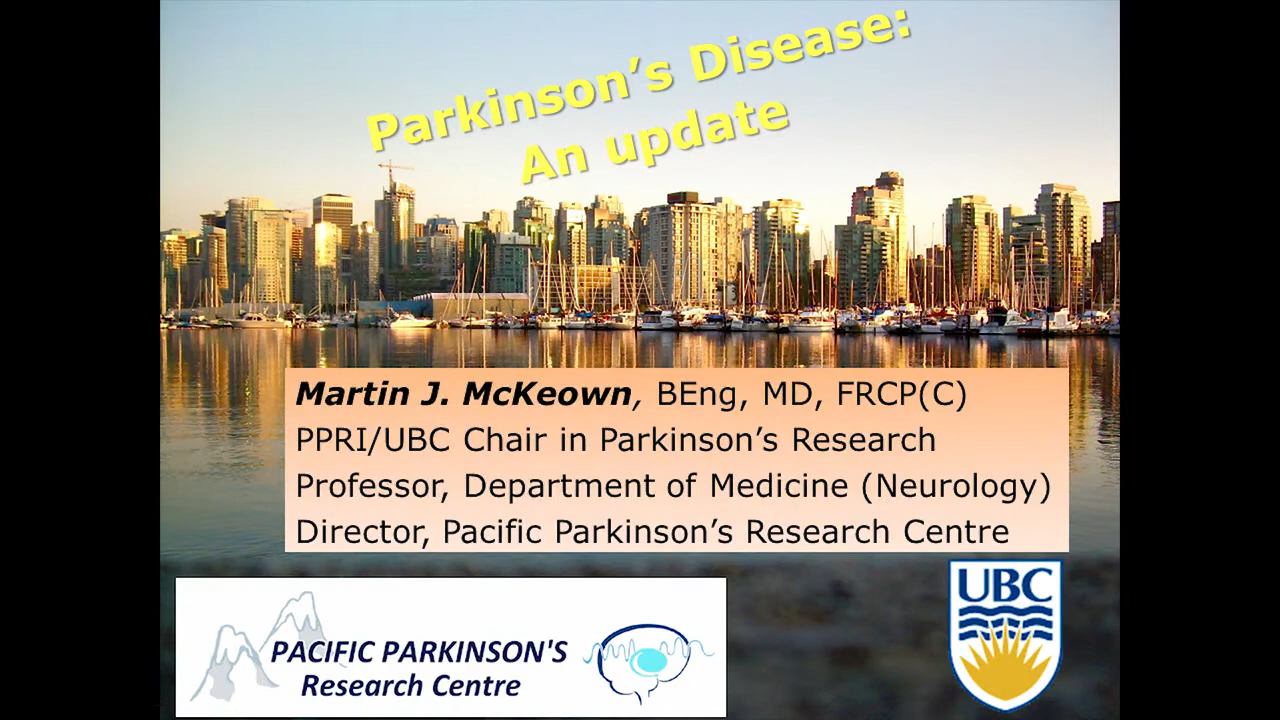 Parkinson's Disease:
An update
Martin J. McKeown, BEng, MD, FRCP(C)
PPRI/UBC Chair in Parkinson's Research
Professor, Department of Medicine (Neurology)
Director, Pacific Parkinson's Research Centre
PACIFIC PARKINSON'S
Research Centre
UBC